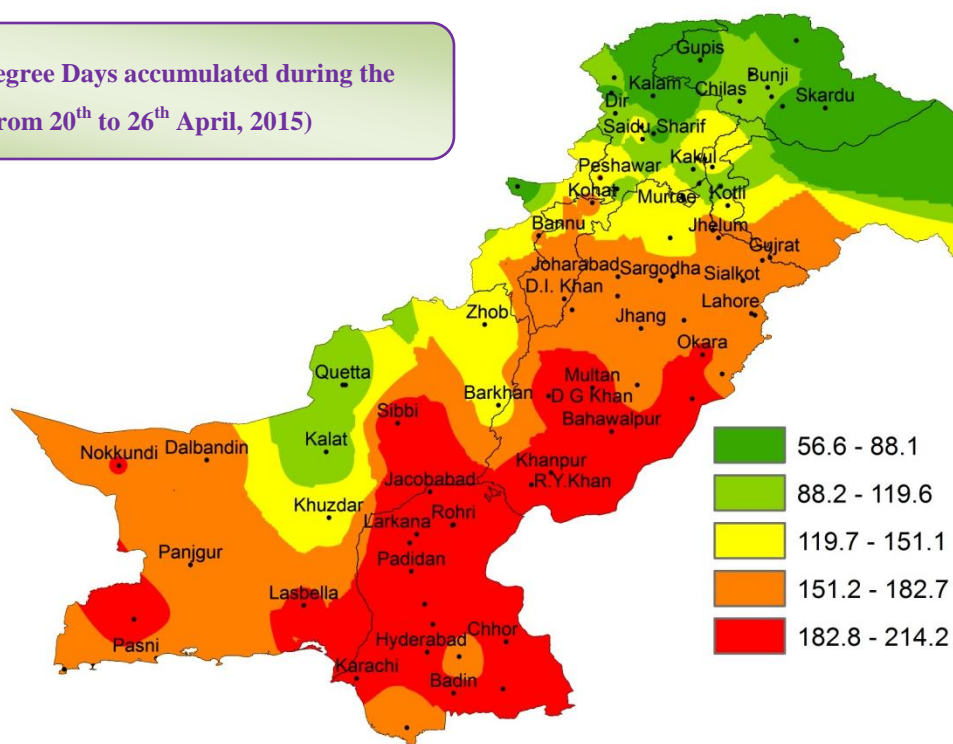 egree Days accumulated during the
rom 20th to 26th April, 2015)
Gupis
Bunji
Kalam
Chilas
Skardu
Dir
Saidu Sharif
Peshawar
Kakul
Kohat
Murree
Kotli
Bannu
Jhelum
Gujrat
Joharabad
Sargodha
Sialkot
D.I. Khan
Lahore
Zhob
Jhang
Okara
Quetta
Multan
Barkhan
D G Khan
Sibbi
Bahawalpur
Kalat
Nokkundi
Dalbandin
Khanpur
Jacobabad
R.Y.Khan
Khuzdar
Larkana
Rohri
Panjgur
Padidan
Lasbella
Pasni
Hyderabad
Chhor
Karachi
Badin
56.6 - 88.1
88.2 - 119.6
119.7 - 151.1
151.2 - 182.7
182.8 - 214.2